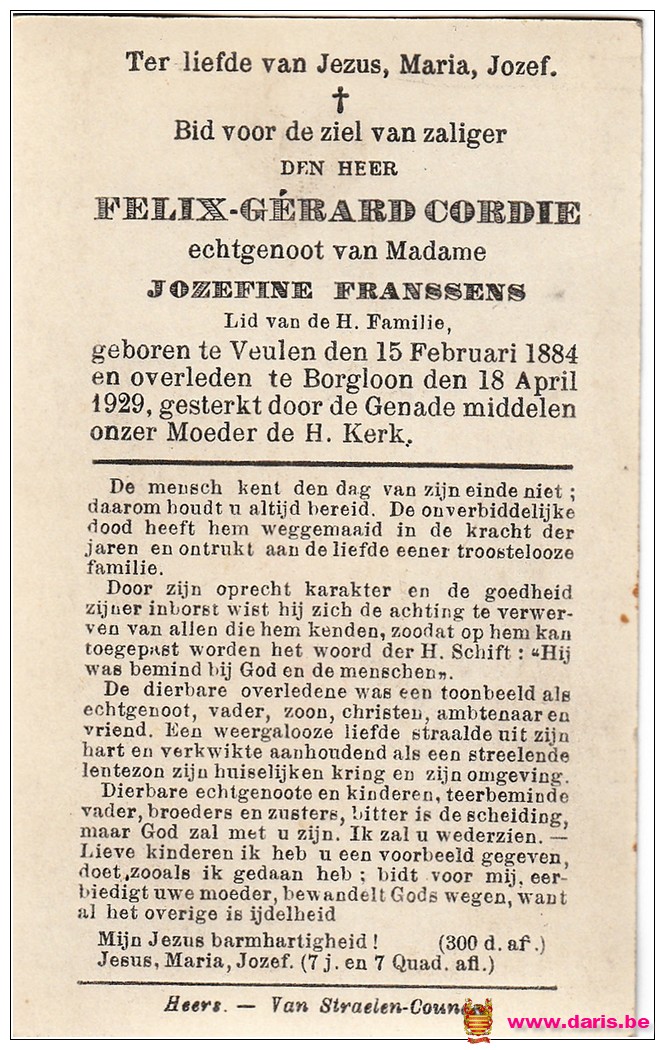 Ter liefde van Jezus, Maria, Jozef.
✝
Bid voor de ziel van zaliger
DEN HEER
FELIX-GÉRARD CORDIE
echtgenoot van Madame
JOZEFINE FRANSSENS
Lid van de H. Familie,
geboren te Veulen den 15 Februari 1884
en overleden te Borgloon den 18 April
1929, gesterkt door de Genade middelen
onzer Moeder de H. Kerk.
De mensch kent den dag van zijn einde niet ;
daarom houdt u altijd bereid. De onverbiddelijke
dood heeft hem weggemaaid in de kracht der
jaren en ontrukt aan de liefde eener troostelooze
familie.
Door zijn oprecht karakter en de goedheid
zijner inborst wist hij zich de achting te verwer-
ven van allen die hem kenden, zoodat op hem kan
toegepast worden het woord der H. Schift : “Hij
was bemind bij God en de menschen„.
De dierbare overledene was een toonbeeld als
echtgenoot, vader, zoon, christen, ambtenaar en
vriend. Een weergalooze liefde straalde uit zijn
hart en verkwikte aanhoudend als een streelende
lentezon zijn huiselijken kring en zijn omgeving.
Dierbare echtgenoote en kinderen, teerbeminde
vader, broeders en zusters, bitter is de scheiding,
maar God zal met u zijn. Ik zal u wederzien. —
Lieve kinderen ik heb u een voorbeeld gegeven,
doet, zooals ik gedaan heb ; bidt voor mij, eer-
biedigt uwe moeder, bewandelt Gods wegen, want
al het overige is ijdelheid
Mijn Jezus barmhartigheid ! (300 d. af.)
Jesus, Maria, Jozef. (7 j. en 7 Quad. afl.)
Heers. — Van Straelen-
www.daris.be